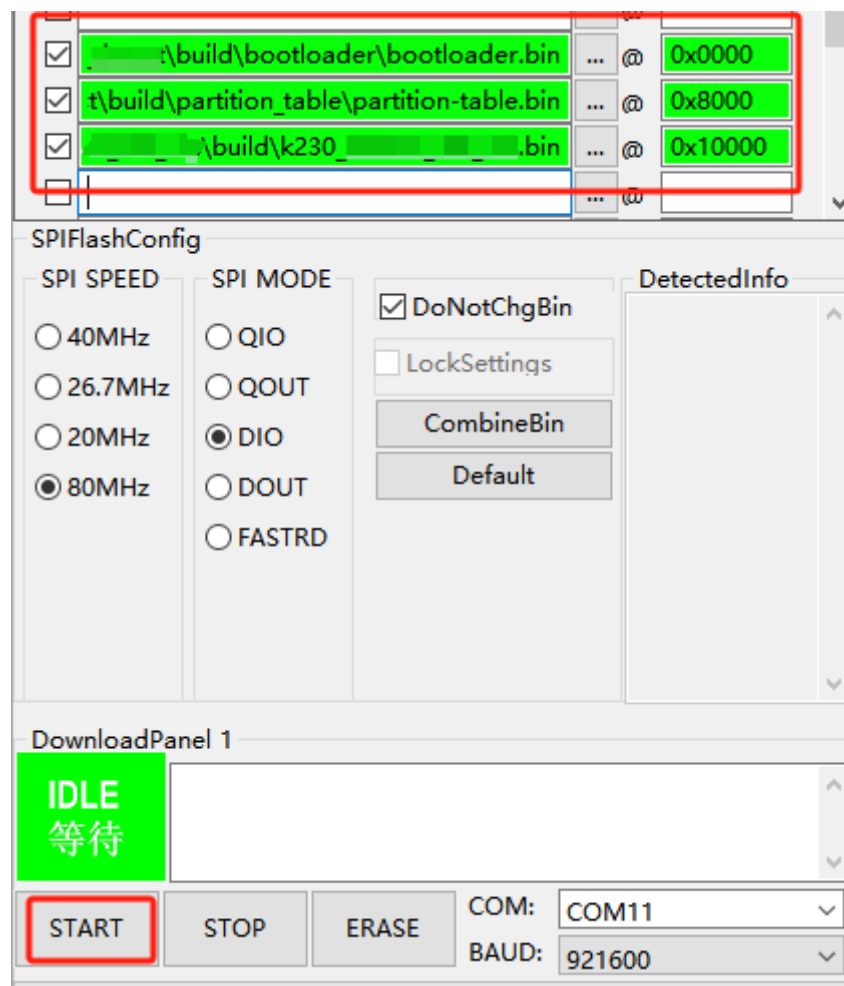 t\build\bootloader\bootloader.bin ... @ 0x0000
t\build\partition_table\partition-table.bin ... @ 0x8000
\build\k230_ .bin ... @ 0x10000
... @
SPIFlashConfig
SPI SPEED SPI MODE DetectedInfo
DoNotChgBin
40MHz QIO
LockSettings
26.7MHz QOUT
CombineBin
20MHz DIO
Default
80MHz DOUT
FASTRD
DownloadPanel 1
IDLE
等待
START STOP ERASE COM: COM11
BAUD: 921600